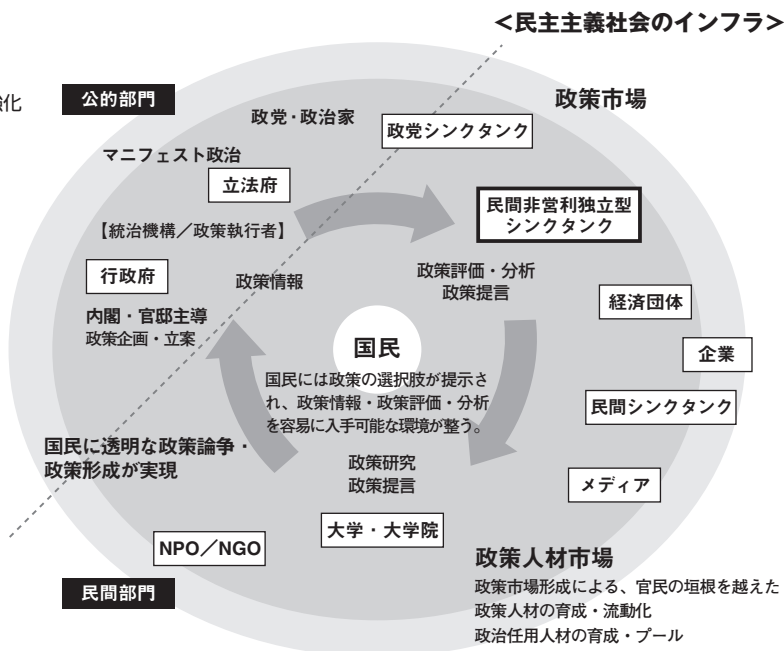 <民主主義社会のインフラ>
公的部門
政党・政治家
政策市場
政党シンクタンク
マニフェスト政治
立法府
民間非営利独立型
シンクタンク
【統治機構／政策執行者】
行政府
政策情報
政策評価・分析
政策提言
経済団体
内閣・官邸主導
政策企画・立案
国民
企業
国民には政策の選択肢が提示さ
れ、政策情報・政策評価・分析
を容易に入手可能な環境が整う。
民間シンクタンク
国民に透明な政策論争・
政策形成が実現
政策研究
政策提言
メディア
大学・大学院
NPO／NGO
政策人材市場
政策市場形成による、官民の垣根を越えた
政策人材の育成・流動化
政治任用人材の育成・プール
民間部門